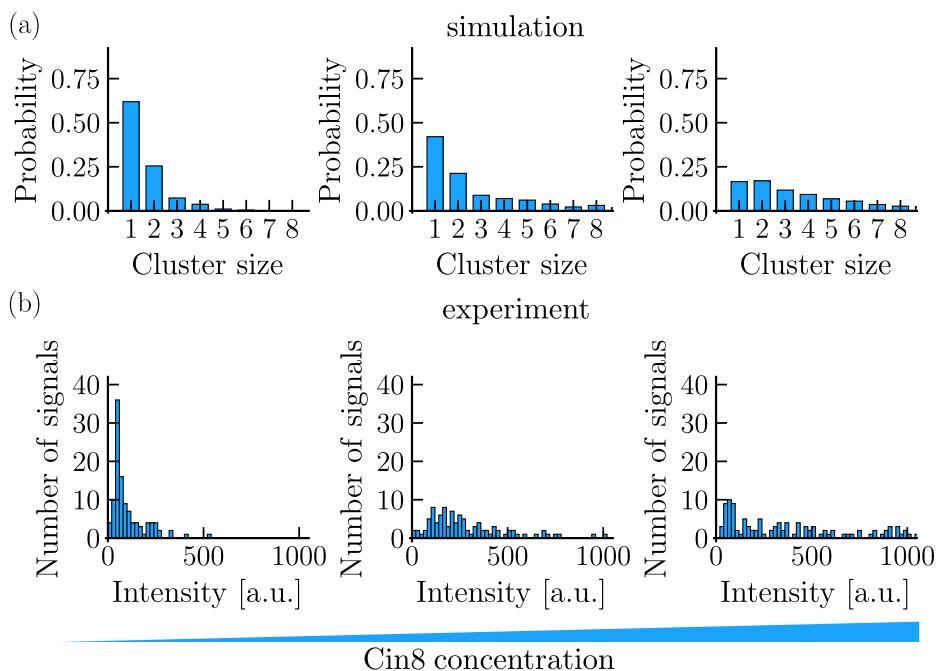 (a)
simulation
Probability
0.75
0.50
0.25
0.00
1 2 3 4 5 6 7 8
Cluster size
Probability
0.75
0.50
0.25
0.00
1 2 3 4 5 6 7 8
Cluster size
Probability
0.75
0.50
0.25
0.00
1 2 3 4 5 6 7 8
Cluster size
(b)
experiment
Number of signals
40
30
20
10
0
0 500 1000
Intensity [a.u.]
Number of signals
40
30
20
10
0
0 500 1000
Intensity [a.u.]
Number of signals
40
30
20
10
0
0 500 1000
Intensity [a.u.]
Cin8 concentration